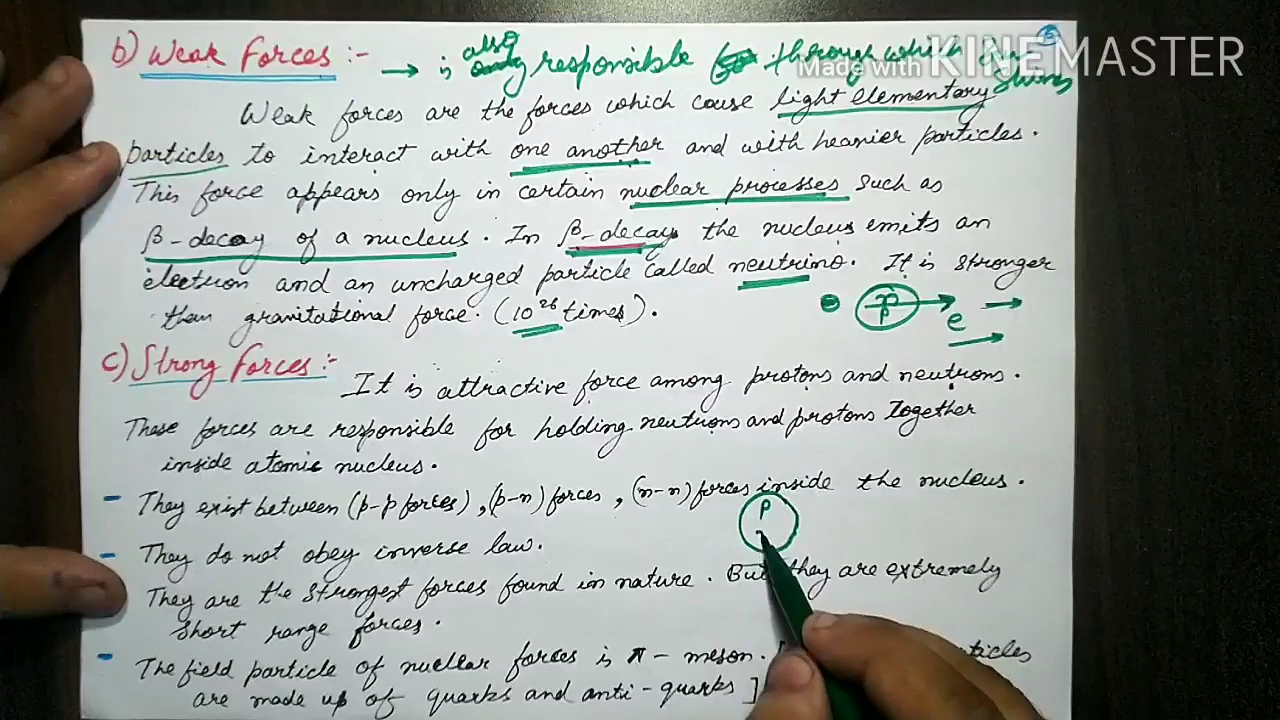 b) Weak Forces :- → is also responsible through which Sun
Made with KINEMASTER
shines
Weak forces are the forces which cause light elementary
particles to interact with one another and with heavier particles.
This force appears only in certain nuclear processes such as
β-decay of a nucleus. In β-decay the nucleus emits an
electron and an uncharged particle called neutrino. It is stronger
than gravitational force. (10²⁶ times).
p
e
c) Strong Forces :- It is attractive force among protons and neutrons.
These forces are responsible for holding neutrons and protons together
inside atomic nucleus.
- They exist between (p-p forces), (p-n) forces, (n-n) forces inside the nucleus.
p
- They do not obey inverse law.
They are the strongest forces found in nature. But they are extremely
short range forces.
- The field particle of nuclear forces is π-meson. [
are made up of quarks and anti-quarks ]